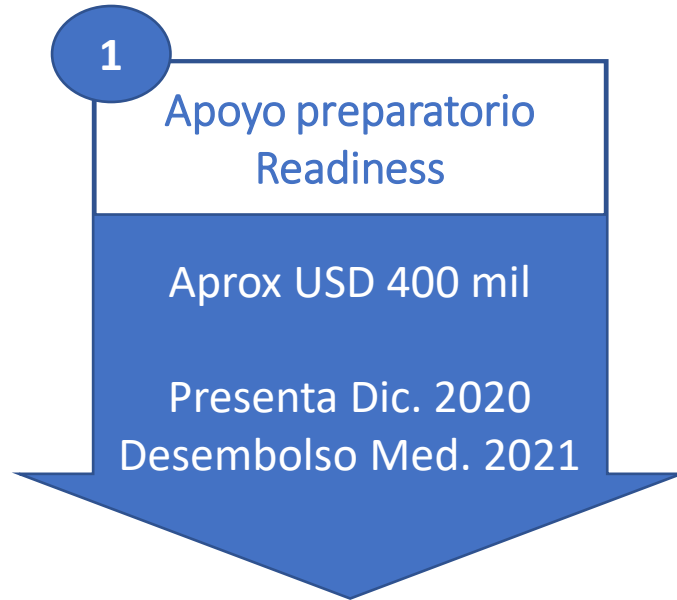 1
Apoyo preparatorio
Readiness
Aprox USD 400 mil
Presenta Dic. 2020
Desembolso Med. 2021